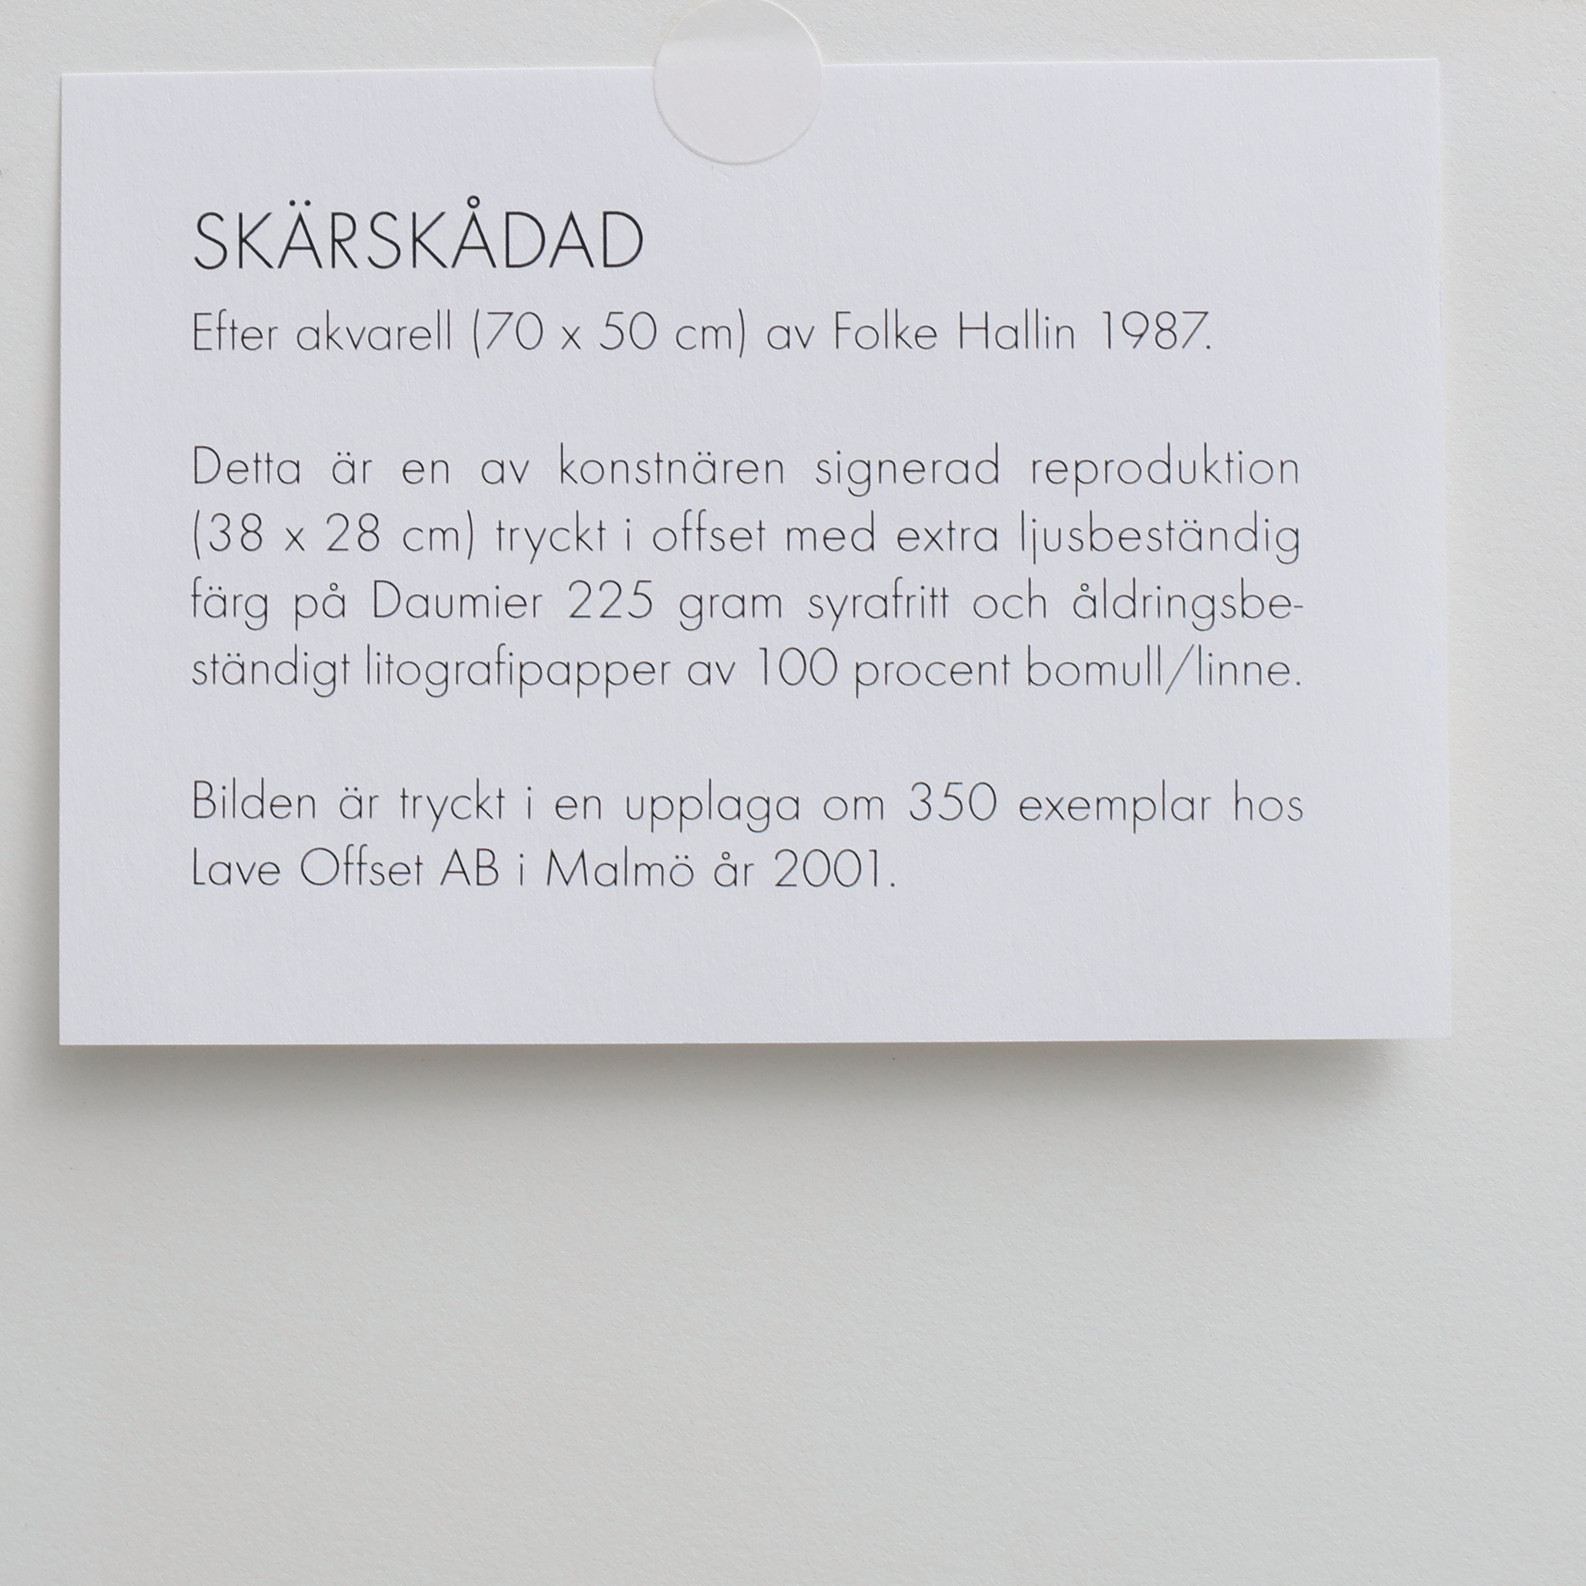 SKÄRSKÅDAD
Efter akvarell (70 x 50 cm) av Folke Hallin 1987.
Detta är en av konstnären signerad reproduktion
(38 x 28 cm) tryckt i offset med extra ljusbeständig
färg på Daumier 225 gram syrafritt och åldringsbe-
ständigt litografipapper av 100 procent bomull/linne.
Bilden är tryckt i en upplaga om 350 exemplar hos
Lave Offset AB i Malmö år 2001.